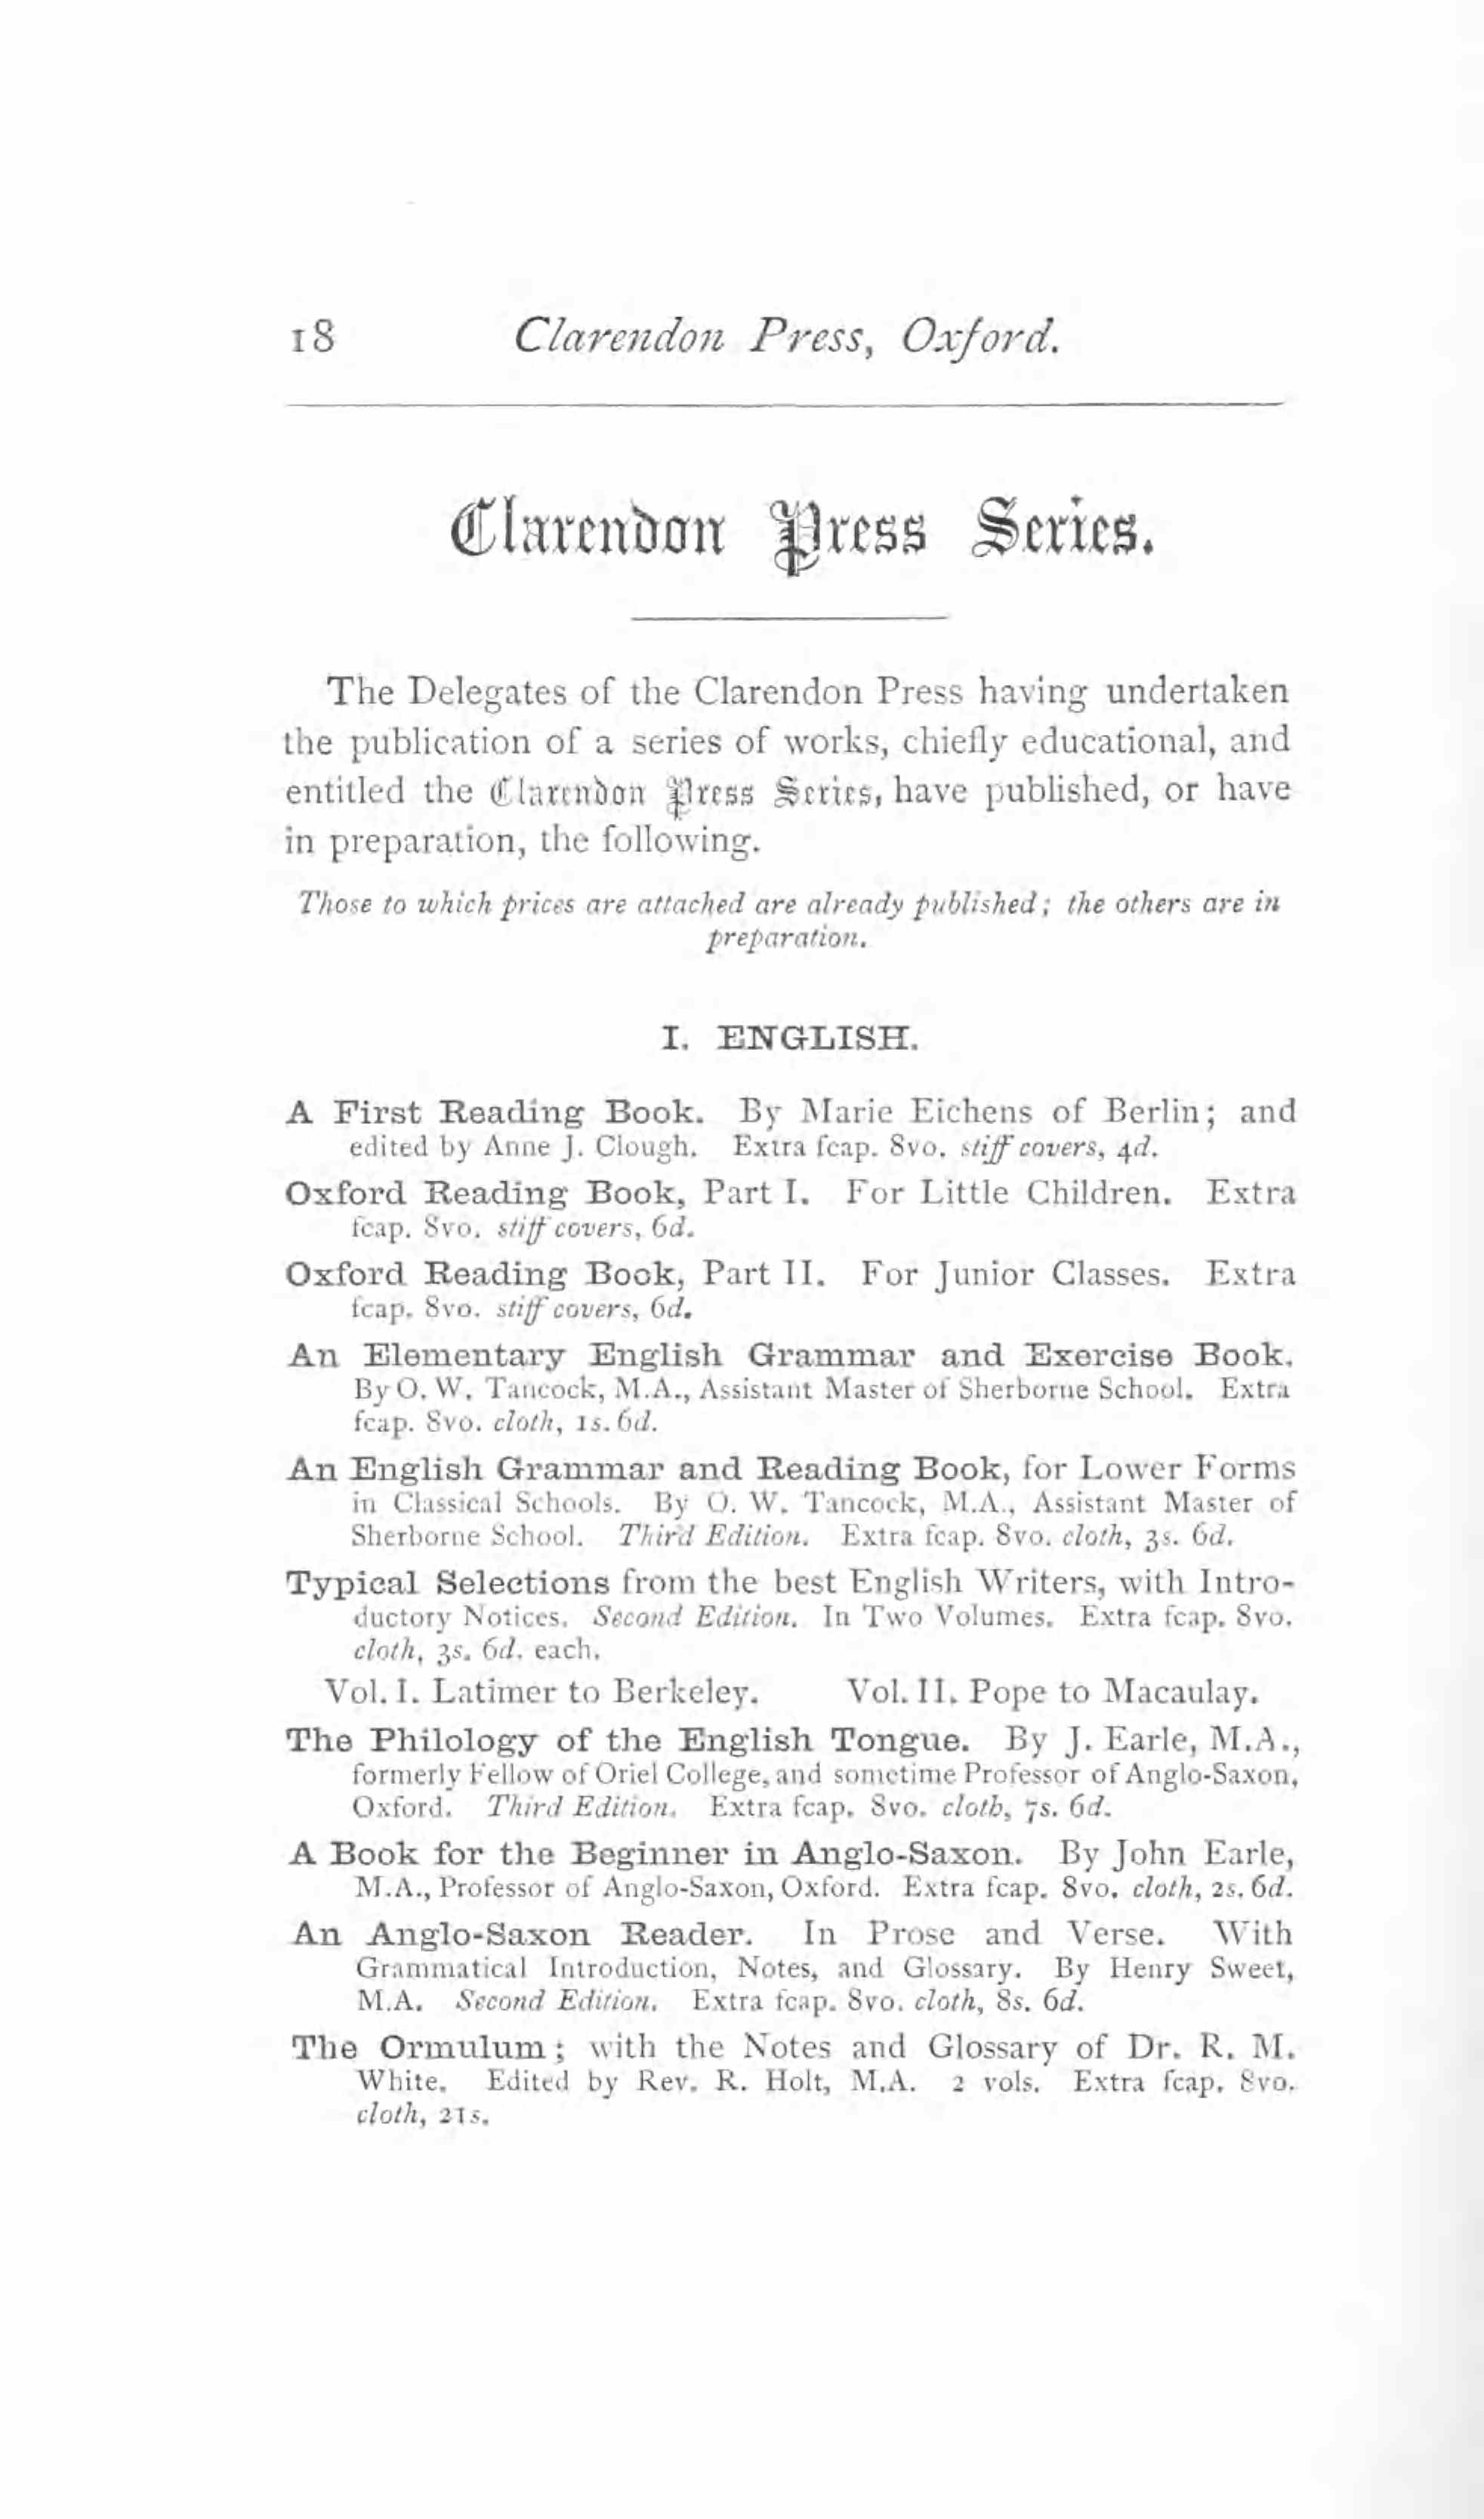 18 Clarendon Press, Oxford.
Clarendon Press Series.
The Delegates of the Clarendon Press having undertaken
the publication of a series of works, chiefly educational, and
entitled the Clarendon Press Series, have published, or have
in preparation, the following.
Those to which prices are attached are already published; the others are in
preparation.
I. ENGLISH.
A First Reading Book. By Marie Eichens of Berlin; and
edited by Anne J. Clough. Extra fcap. 8vo. stiff covers, 4d.
Oxford Reading Book, Part I. For Little Children. Extra
fcap. 8vo. stiff covers, 6d.
Oxford Reading Book, Part II. For Junior Classes. Extra
fcap. 8vo. stiff covers, 6d.
An Elementary English Grammar and Exercise Book.
By O. W. Tancock, M.A., Assistant Master of Sherborne School. Extra
fcap. 8vo. cloth, 1s. 6d.
An English Grammar and Reading Book, for Lower Forms
in Classical Schools. By O. W. Tancock, M.A., Assistant Master of
Sherborne School. Third Edition. Extra fcap. 8vo. cloth, 3s. 6d.
Typical Selections from the best English Writers, with Intro-
ductory Notices. Second Edition. In Two Volumes. Extra fcap. 8vo.
cloth, 3s. 6d. each.
Vol. I. Latimer to Berkeley. Vol. II. Pope to Macaulay.
The Philology of the English Tongue. By J. Earle, M.A.,
formerly Fellow of Oriel College, and sometime Professor of Anglo-Saxon,
Oxford. Third Edition. Extra fcap. 8vo. cloth, 7s. 6d.
A Book for the Beginner in Anglo-Saxon. By John Earle,
M.A., Professor of Anglo-Saxon, Oxford. Extra fcap. 8vo. cloth, 2s. 6d.
An Anglo-Saxon Reader. In Prose and Verse. With
Grammatical Introduction, Notes, and Glossary. By Henry Sweet,
M.A. Second Edition. Extra fcap. 8vo. cloth, 8s. 6d.
The Ormulum; with the Notes and Glossary of Dr. R. M.
White. Edited by Rev. R. Holt, M.A. 2 vols. Extra fcap. 8vo.
cloth, 21s.